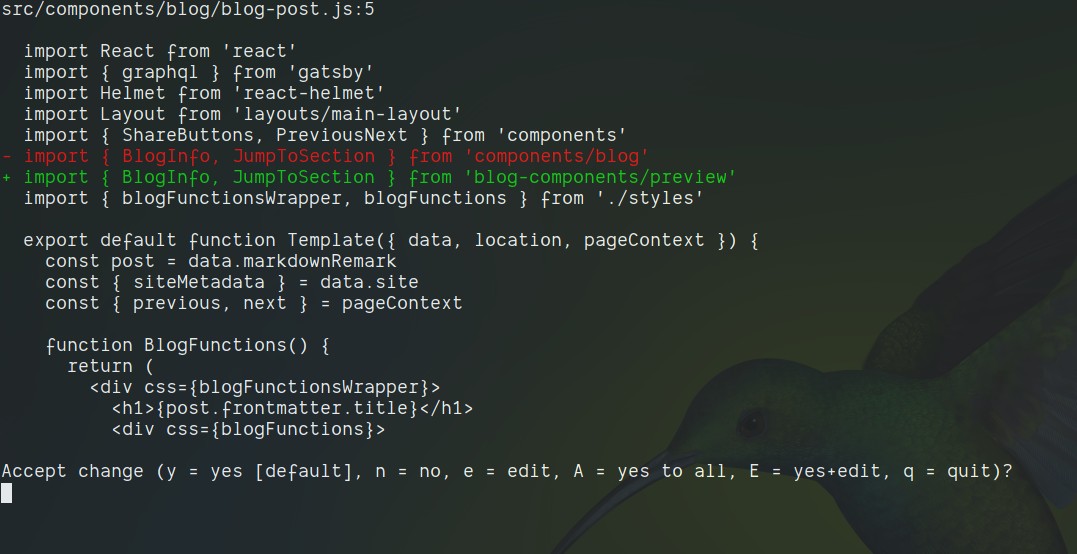 src/components/blog/blog-post.js:5
import React from 'react'
import { graphql } from 'gatsby'
import Helmet from 'react-helmet'
import Layout from 'layouts/main-layout'
import { ShareButtons, PreviousNext } from 'components'
- import { BlogInfo, JumpToSection } from 'components/blog'
+ import { BlogInfo, JumpToSection } from 'blog-components/preview'
import { blogFunctionsWrapper, blogFunctions } from './styles'
export default function Template({ data, location, pageContext }) {
const post = data.markdownRemark
const { siteMetadata } = data.site
const { previous, next } = pageContext
function BlogFunctions() {
return (
<div css={blogFunctionsWrapper}>
<h1>{post.frontmatter.title}</h1>
<div css={blogFunctions}>
Accept change (y = yes [default], n = no, e = edit, A = yes to all, E = yes+edit, q = quit)?